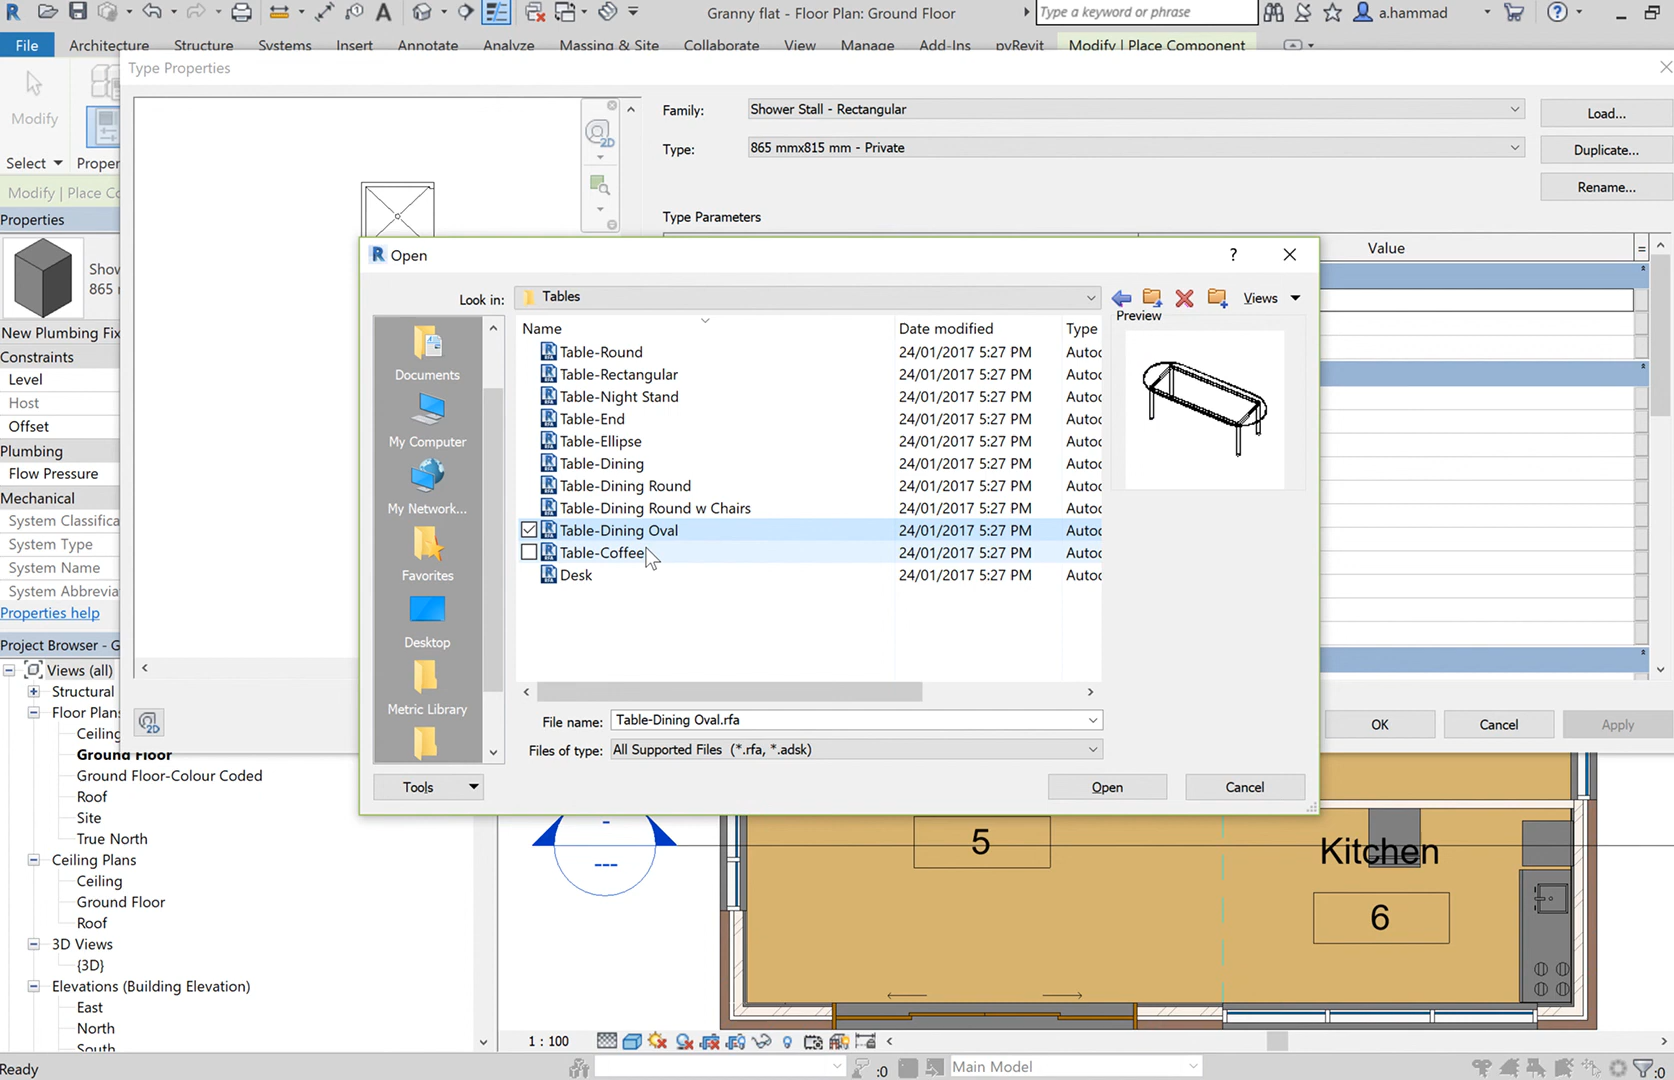 Granny flat - Floor Plan: Ground Floor
Type a keyword or phrase
a.hammad
File Architecture Structure Systems Insert Annotate Analyze Massing & Site Collaborate View Manage Add-Ins pyRevit Modify | Place Component
Type Properties
Modify
Select
Proper
Modify | Place Co
Properties
Show
865 m
New Plumbing Fix
Constraints
Level
Host
Offset
Plumbing
Flow Pressure
Mechanical
System Classifica
System Type
System Name
System Abbrevia
Properties help
Project Browser - G
Views (all)
Structural
Floor Plans
Ceiling
Ground Floor
Ground Floor-Colour Coded
Roof
Site
True North
Ceiling Plans
Ceiling
Ground Floor
Roof
3D Views
{3D}
Elevations (Building Elevation)
East
North
South
Ready
Family: Shower Stall - Rectangular Load...
Type: 865 mmx815 mm - Private Duplicate...
Rename...
Type Parameters
Value =
2D
2D
OK Cancel Apply
Open
?
Look in: Tables Views
Preview
Documents
My Computer
My Network...
Favorites
Desktop
Metric Library
Name Date modified Type
Table-Round 24/01/2017 5:27 PM Autoc
Table-Rectangular 24/01/2017 5:27 PM Autoc
Table-Night Stand 24/01/2017 5:27 PM Autoc
Table-End 24/01/2017 5:27 PM Autoc
Table-Ellipse 24/01/2017 5:27 PM Autoc
Table-Dining 24/01/2017 5:27 PM Autoc
Table-Dining Round 24/01/2017 5:27 PM Autoc
Table-Dining Round w Chairs 24/01/2017 5:27 PM Autoc
Table-Dining Oval 24/01/2017 5:27 PM Autoc
Table-Coffee 24/01/2017 5:27 PM Autoc
Desk 24/01/2017 5:27 PM Autoc
File name: Table-Dining Oval.rfa
Files of type: All Supported Files (*.rfa, *.adsk)
Tools Open Cancel
5
Kitchen
6
1 : 100
:0
Main Model
:0